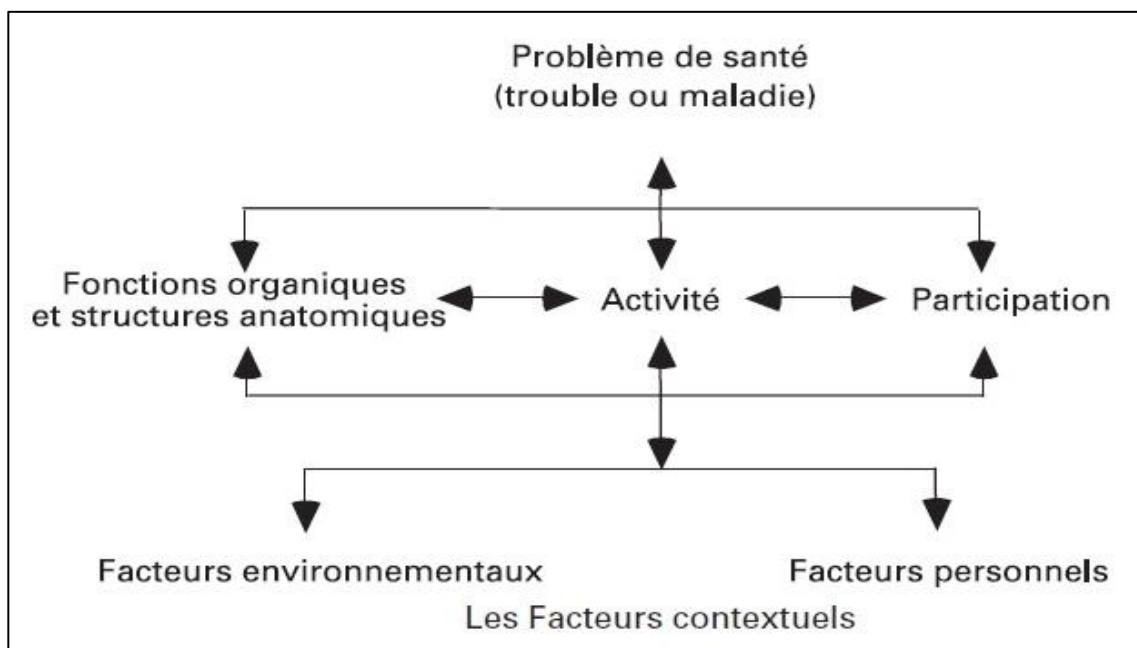 Problème de santé
(trouble ou maladie)
Fonctions organiques
et structures anatomiques
Activité
Participation
Facteurs environnementaux
Facteurs personnels
Les Facteurs contextuels